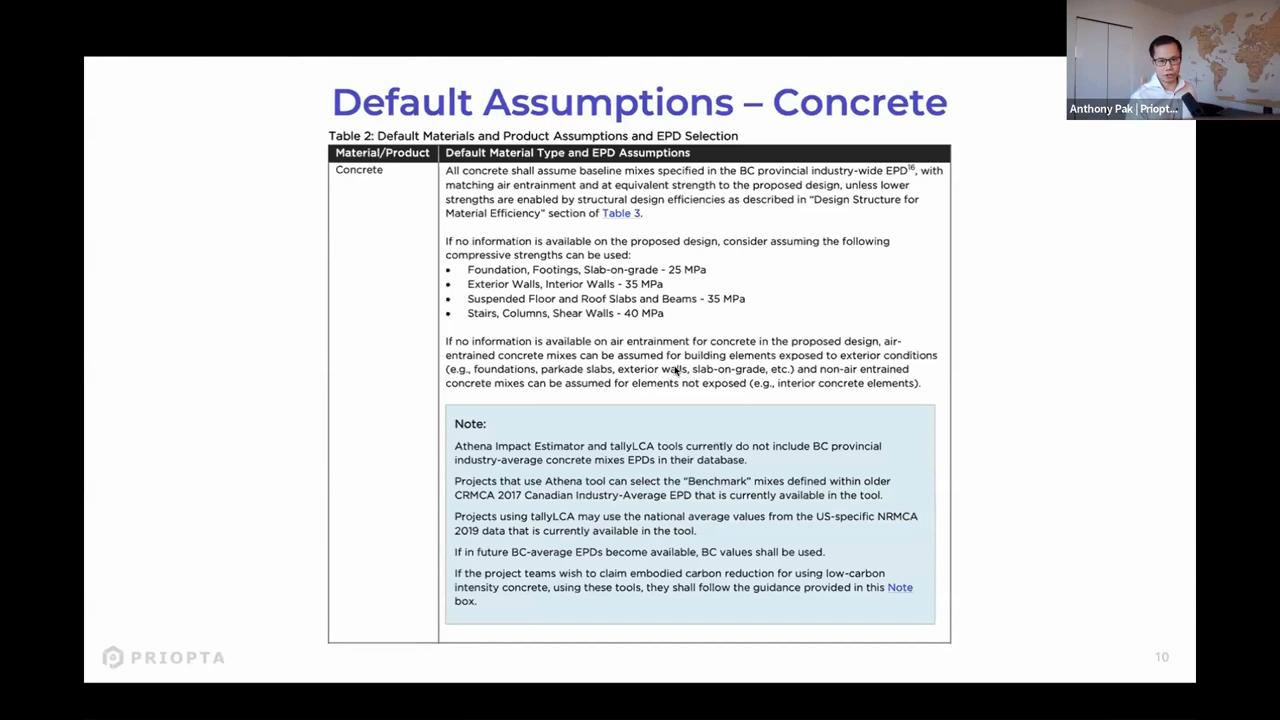 Default Assumptions – Concrete
Table 2: Default Materials and Product Assumptions and EPD Selection
Material/Product
Default Material Type and EPD Assumptions
Concrete
All concrete shall assume baseline mixes specified in the BC provincial industry-wide EPD16, with
matching air entrainment and at equivalent strength to the proposed design, unless lower
strengths are enabled by structural design efficiencies as described in “Design Structure for
Material Efficiency” section of Table 3.
If no information is available on the proposed design, consider assuming the following
compressive strengths can be used:
• Foundation, Footings, Slab-on-grade - 25 MPa
• Exterior Walls, Interior Walls - 35 MPa
• Suspended Floor and Roof Slabs and Beams - 35 MPa
• Stairs, Columns, Shear Walls - 40 MPa
If no information is available on air entrainment for concrete in the proposed design, air-
entrained concrete mixes can be assumed for building elements exposed to exterior conditions
(e.g., foundations, parkade slabs, exterior walls, slab-on-grade, etc.) and non-air entrained
concrete mixes can be assumed for elements not exposed (e.g., interior concrete elements).
Note:
Athena Impact Estimator and tallyLCA tools currently do not include BC provincial
industry-average concrete mixes EPDs in their database.
Projects that use Athena tool can select the “Benchmark” mixes defined within older
CRMCA 2017 Canadian Industry-Average EPD that is currently available in the tool.
Projects using tallyLCA may use the national average values from the US-specific NRMCA
2019 data that is currently available in the tool.
If in future BC-average EPDs become available, BC values shall be used.
If the project teams wish to claim embodied carbon reduction for using low-carbon
intensity concrete, using these tools, they shall follow the guidance provided in this Note
box.
PRIOPTA
10
Anthony Pak | Priopt...